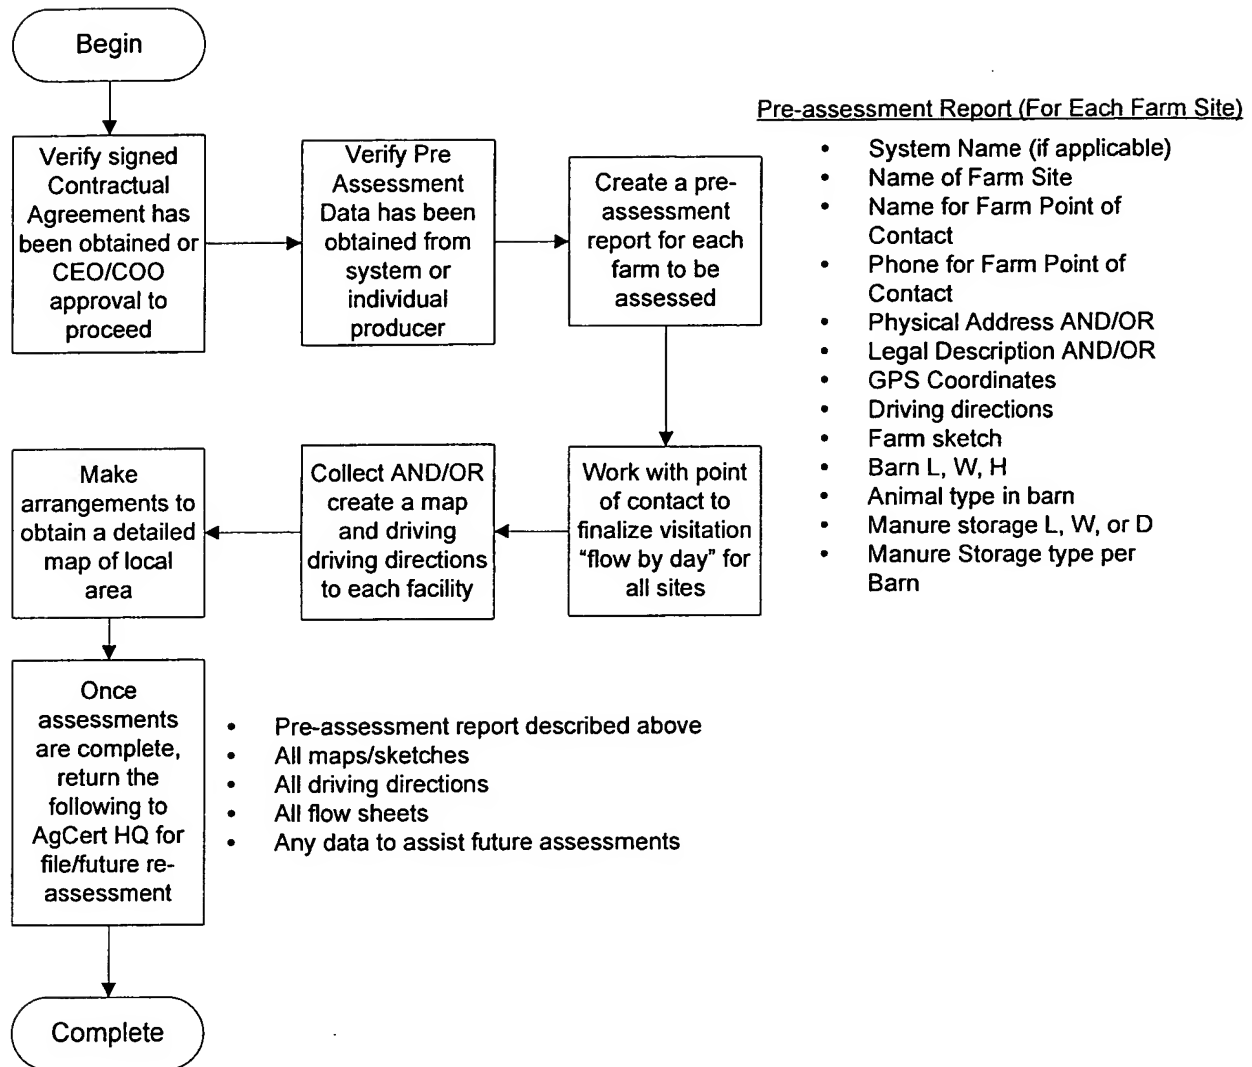 Begin
Verify signed
Contractual
Agreement has
been obtained or
CEO/COO
approval to
proceed
Verify Pre
Assessment
Data has been
obtained from
system or
individual
producer
Create a pre-
assessment
report for each
farm to be
assessed
Pre-assessment Report (For Each Farm Site)
• System Name (if applicable)
• Name of Farm Site
• Name for Farm Point of
Contact
• Phone for Farm Point of
Contact
• Physical Address AND/OR
• Legal Description AND/OR
• GPS Coordinates
• Driving directions
• Farm sketch
• Barn L, W, H
• Animal type in barn
• Manure storage L, W, or D
• Manure Storage type per
Barn
Work with point
of contact to
finalize visitation
“flow by day” for
all sites
Collect AND/OR
create a map
and driving
driving directions
to each facility
Make
arrangements to
obtain a detailed
map of local
area
Once
assessments
are complete,
return the
following to
AgCert HQ for
file/future re-
assessment
• Pre-assessment report described above
• All maps/sketches
• All driving directions
• All flow sheets
• Any data to assist future assessments
Complete